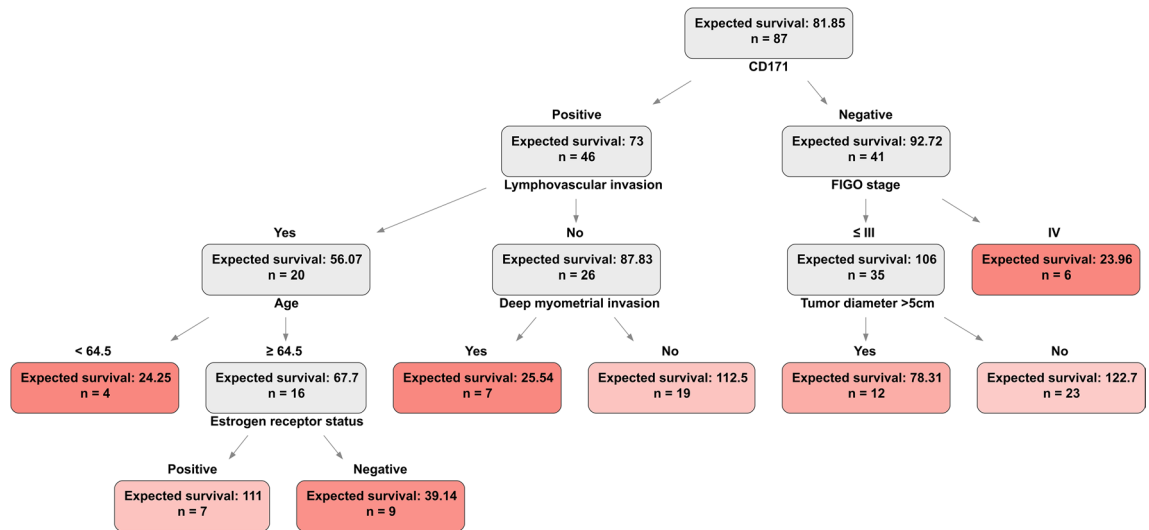 Expected survival: 81.85
n = 87
CD171
Positive
Negative
Expected survival: 73
n = 46
Expected survival: 92.72
n = 41
Lymphovascular invasion
FIGO stage
Yes
No
≤ III
IV
Expected survival: 56.07
n = 20
Expected survival: 87.83
n = 26
Expected survival: 106
n = 35
Expected survival: 23.96
n = 6
Age
Deep myometrial invasion
Tumor diameter >5cm
< 64.5
≥ 64.5
Yes
No
Yes
No
Expected survival: 24.25
n = 4
Expected survival: 67.7
n = 16
Expected survival: 25.54
n = 7
Expected survival: 112.5
n = 19
Expected survival: 78.31
n = 12
Expected survival: 122.7
n = 23
Estrogen receptor status
Positive
Negative
Expected survival: 111
n = 7
Expected survival: 39.14
n = 9